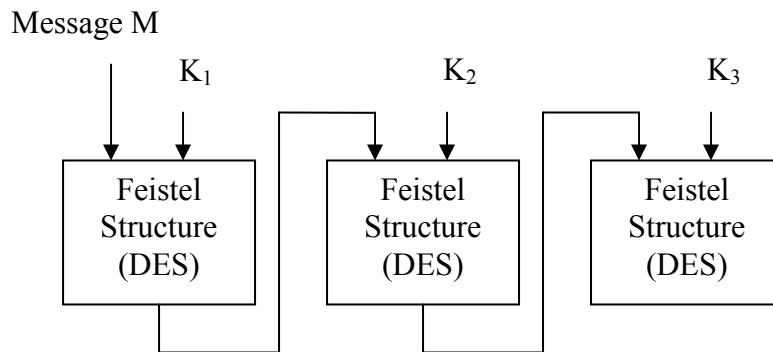 Message M
K₁
K₂
K₃
Feistel
Structure
(DES)
Feistel
Structure
(DES)
Feistel
Structure
(DES)